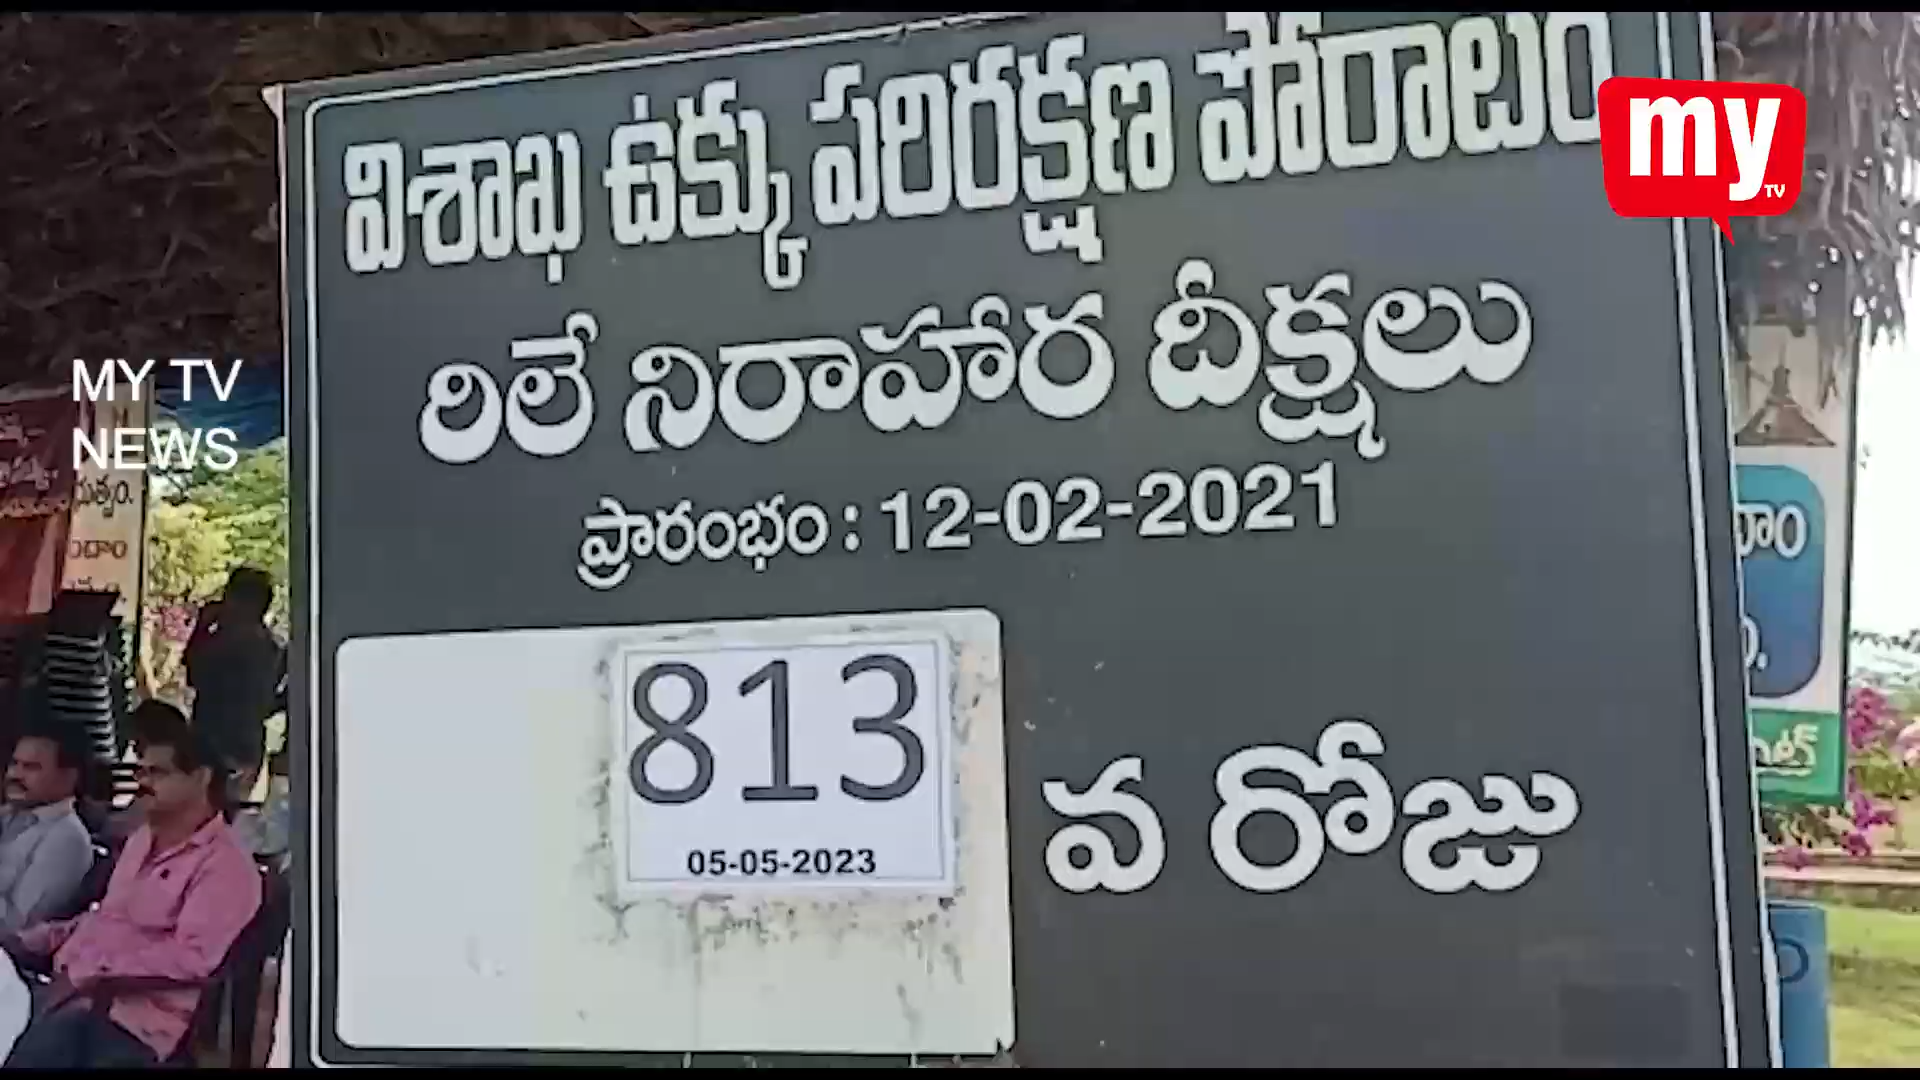 విశాఖ ఉక్కు పరిరక్షణ పోరాటం
my
TV
రిలే నిరాహార దీక్షలు
MY TV
NEWS
ప్రారంభం : 12-02-2021
813
వ రోజు
05-05-2023